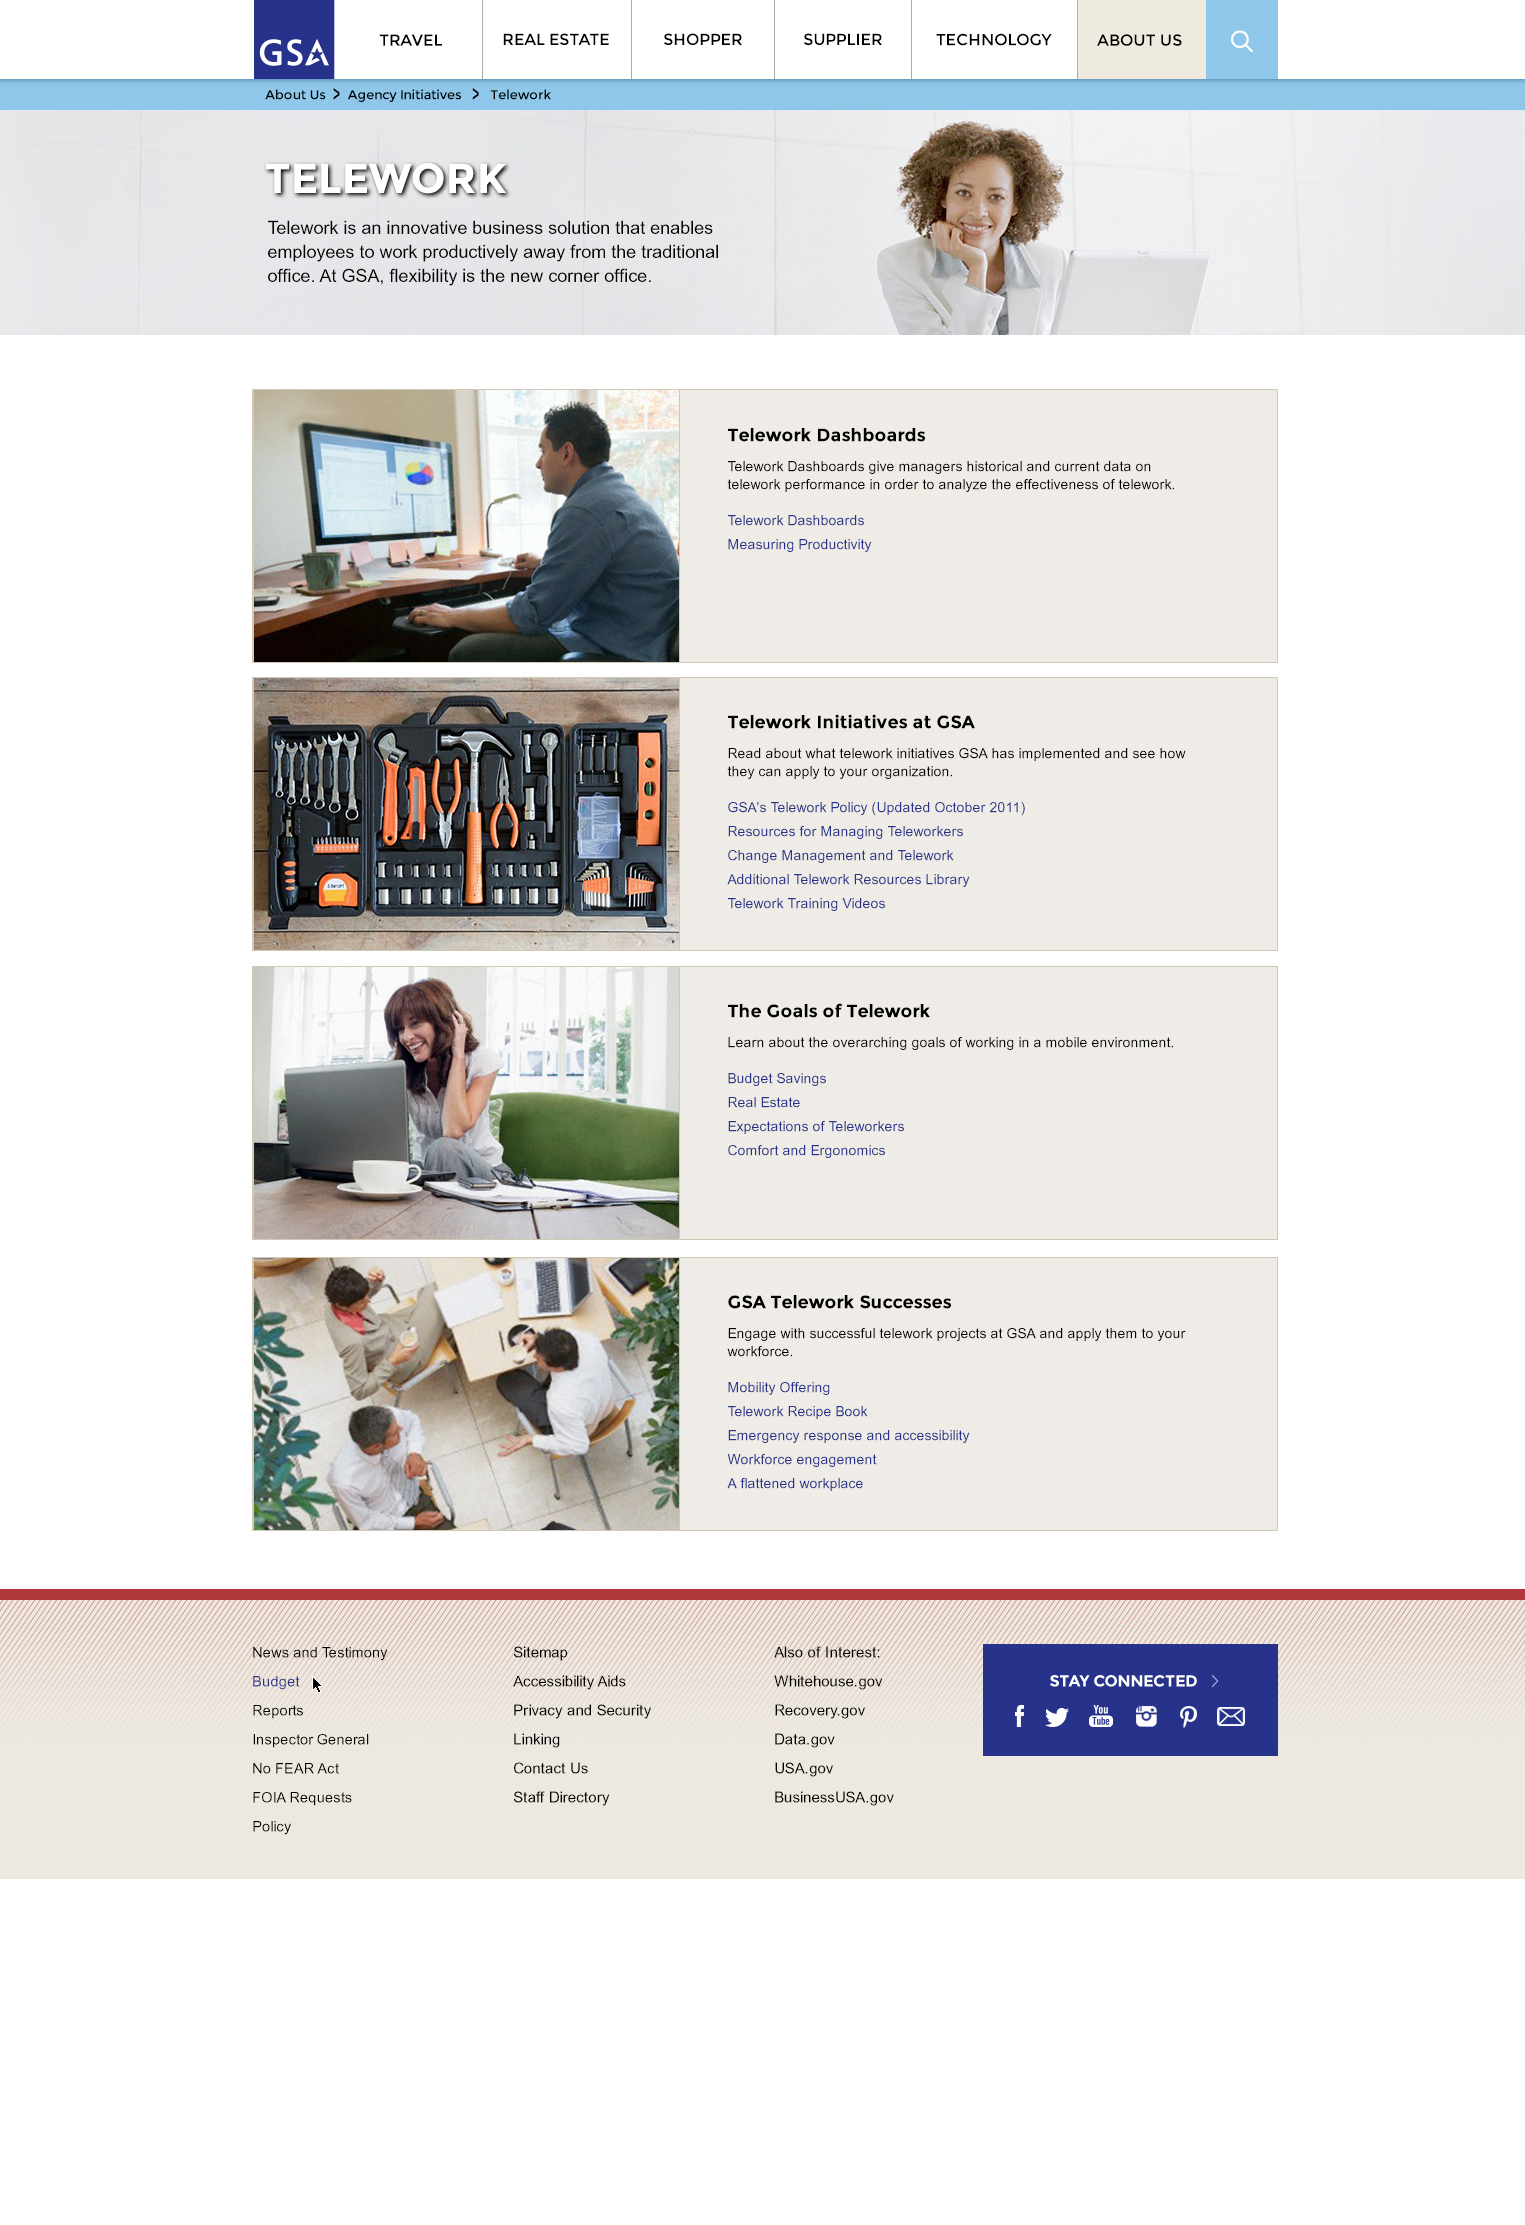 GSA
TRAVEL
REAL ESTATE
SHOPPER
SUPPLIER
TECHNOLOGY
ABOUT US
About Us > Agency Initiatives > Telework
TELEWORK
Telework is an innovative business solution that enables
employees to work productively away from the traditional
office. At GSA, flexibility is the new corner office.
Telework Dashboards
Telework Dashboards give managers historical and current data on
telework performance in order to analyze the effectiveness of telework.
Telework Dashboards
Measuring Productivity
Telework Initiatives at GSA
Read about what telework initiatives GSA has implemented and see how
they can apply to your organization.
GSA's Telework Policy (Updated October 2011)
Resources for Managing Teleworkers
Change Management and Telework
Additional Telework Resources Library
Telework Training Videos
The Goals of Telework
Learn about the overarching goals of working in a mobile environment.
Budget Savings
Real Estate
Expectations of Teleworkers
Comfort and Ergonomics
GSA Telework Successes
Engage with successful telework projects at GSA and apply them to your
workforce.
Mobility Offering
Telework Recipe Book
Emergency response and accessibility
Workforce engagement
A flattened workplace
News and Testimony
Budget
Reports
Inspector General
No FEAR Act
FOIA Requests
Policy
Sitemap
Accessibility Aids
Privacy and Security
Linking
Contact Us
Staff Directory
Also of Interest:
Whitehouse.gov
Recovery.gov
Data.gov
USA.gov
BusinessUSA.gov
STAY CONNECTED
You
Tube